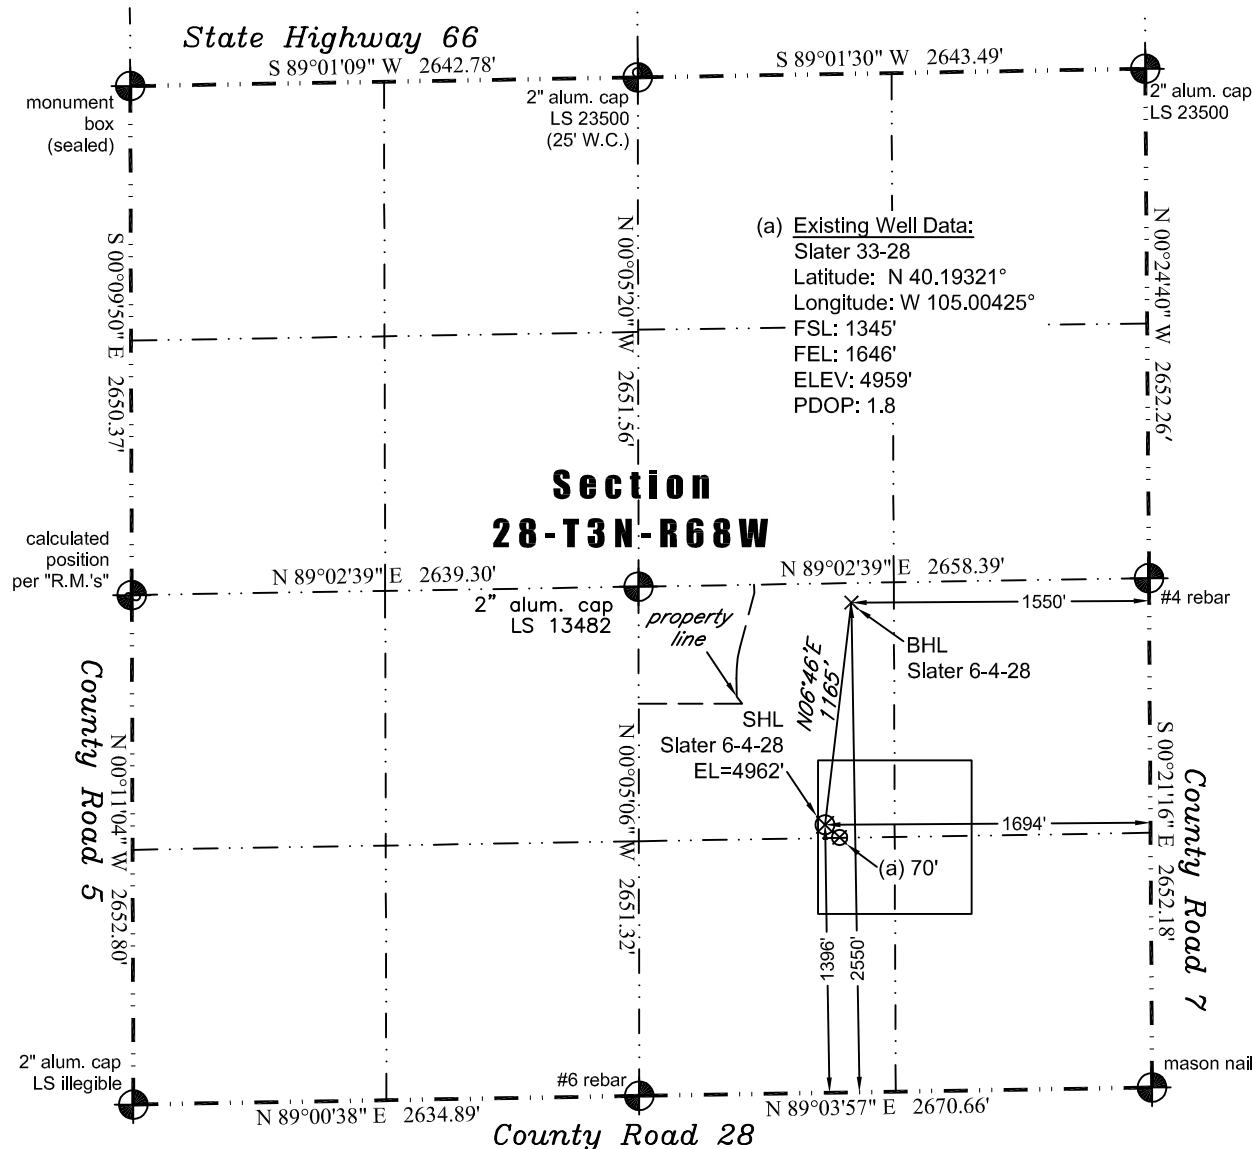 State Highway 66
S 89°01'09" W 2642.78'
S 89°01'30" W 2643.49'
monument
box
(sealed)
2" alum. cap
LS 23500
(25' W.C.)
2" alum. cap
LS 23500
S 00°09'50" E 2650.37'
N 00°05'20" W 2651.56'
N 00°24'40" W 2652.26'
(a) Existing Well Data:
Slater 33-28
Latitude: N 40.19321°
Longitude: W 105.00425°
FSL: 1345'
FEL: 1646'
ELEV: 4959'
PDOP: 1.8
Section
28-T3N-R68W
calculated
position
per "R.M.'s"
N 89°02'39" E 2639.30'
N 89°02'39" E 2658.39'
2" alum. cap
LS 13482
#4 rebar
property
line
1550'
BHL
Slater 6-4-28
N06°46'E
1165'
SHL
Slater 6-4-28
EL=4962'
1694'
(a) 70'
1396'
2550'
County Road 5
N 00°11'04" W 2652.80'
N 00°05'06" W 2651.32'
S 00°21'16" E 2652.18'
County Road 7
2" alum. cap
LS illegible
#6 rebar
mason nail
N 89°00'38" E 2634.89'
N 89°03'57" E 2670.66'
County Road 28